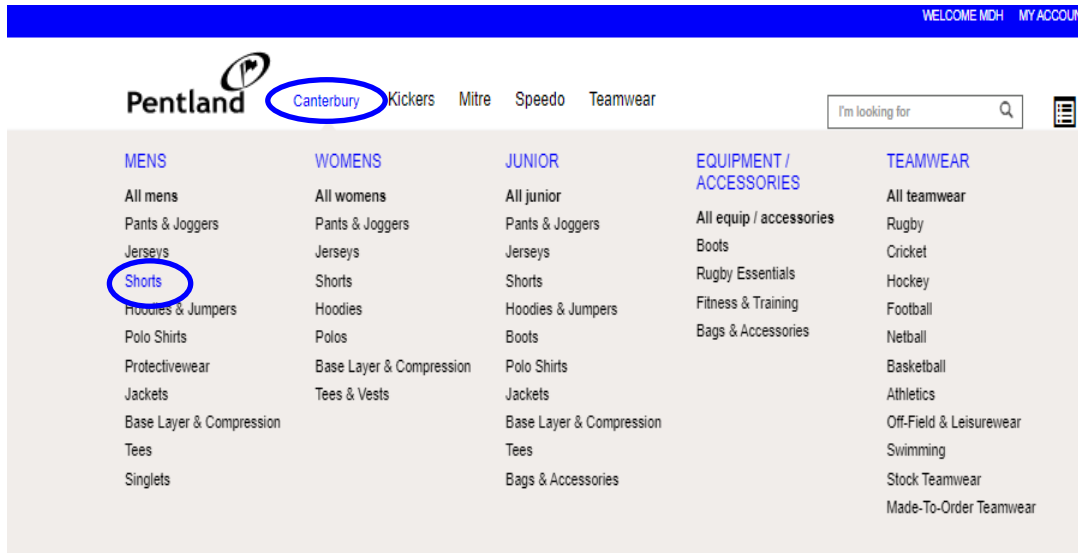 WELCOME MDH MY ACCOUN
Pentland
Canterbury Kickers Mitre Speedo Teamwear
I'm looking for
MENS
All mens
Pants & Joggers
Jerseys
Shorts
Hoodies & Jumpers
Polo Shirts
Protectivewear
Jackets
Base Layer & Compression
Tees
Singlets
WOMENS
All womens
Pants & Joggers
Jerseys
Shorts
Hoodies
Polos
Base Layer & Compression
Tees & Vests
JUNIOR
All junior
Pants & Joggers
Jerseys
Shorts
Hoodies & Jumpers
Boots
Polo Shirts
Jackets
Base Layer & Compression
Tees
Bags & Accessories
EQUIPMENT /
ACCESSORIES
All equip / accessories
Boots
Rugby Essentials
Fitness & Training
Bags & Accessories
TEAMWEAR
All teamwear
Rugby
Cricket
Hockey
Football
Netball
Basketball
Athletics
Off-Field & Leisurewear
Swimming
Stock Teamwear
Made-To-Order Teamwear